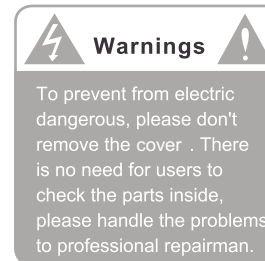 Warnings
To prevent from electric
dangerous, please don't
remove the cover . There
is no need for users to
check the parts inside,
please handle the problems
to professional repairman.